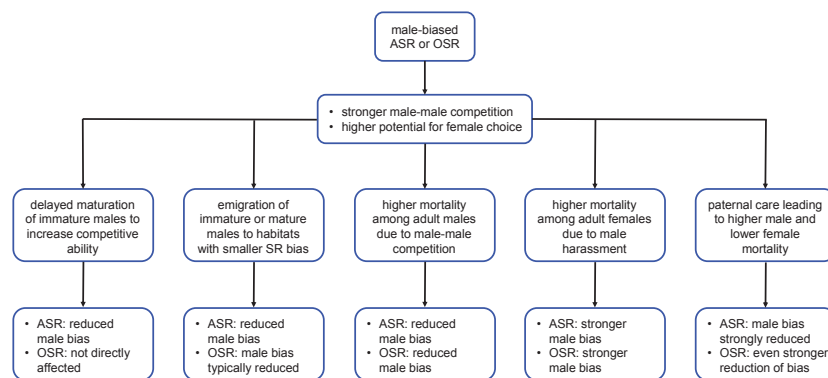 male-biased
ASR or OSR
• stronger male-male competition
• higher potential for female choice
delayed maturation
of immature males to
increase competitive
ability
emigration of
immature or mature
males to habitats
with smaller SR bias
higher mortality
among adult males
due to male-male
competition
higher mortality
among adult females
due to male
harassment
paternal care leading
to higher male and
lower female
mortality
• ASR: reduced
male bias
• OSR: not directly
affected
• ASR: reduced
male bias
• OSR: male bias
typically reduced
• ASR: reduced
male bias
• OSR: reduced
male bias
• ASR: stronger
male bias
• OSR: stronger
male bias
• ASR: male bias
strongly reduced
• OSR: even stronger
reduction of bias